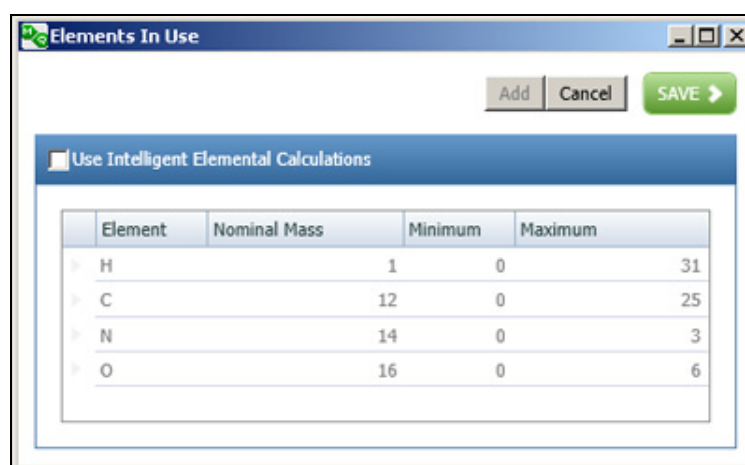 Elements In Use
Add Cancel SAVE
Use Intelligent Elemental Calculations
Element Nominal Mass Minimum Maximum
H 1 0 31
C 12 0 25
N 14 0 3
O 16 0 6